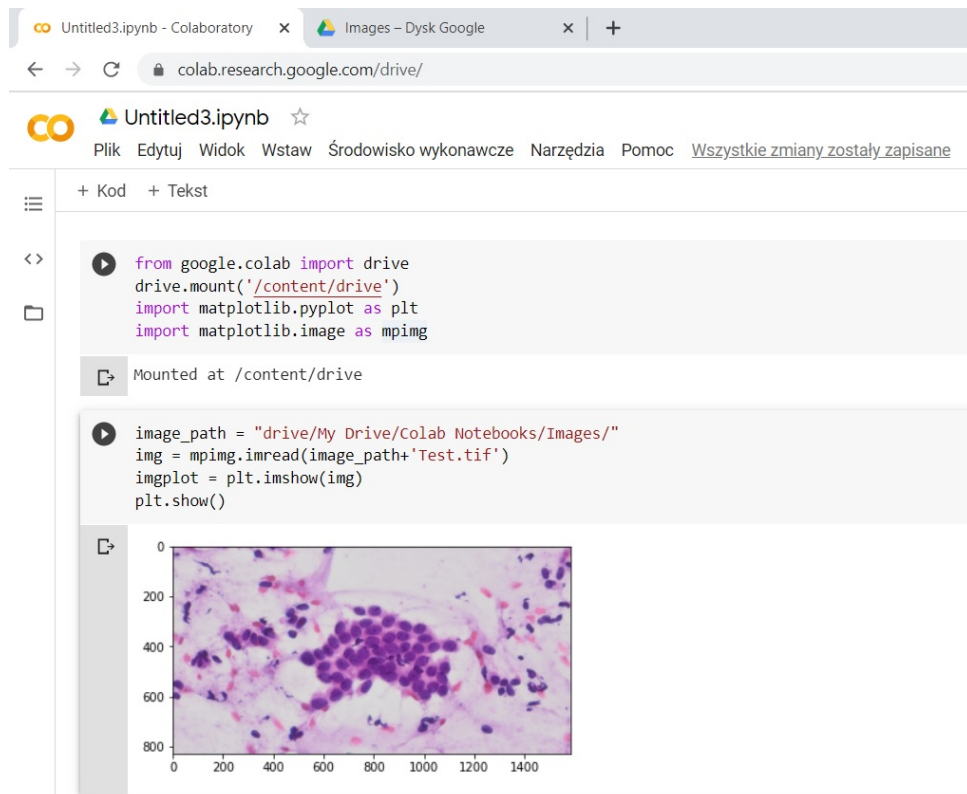 Untitled3.ipynb - Colaboratory
Images – Dysk Google
colab.research.google.com/drive/
Untitled3.ipynb
Plik Edytuj Widok Wstaw Środowisko wykonawcze Narzędzia Pomoc Wszystkie zmiany zostały zapisane
+ Kod + Tekst
from google.colab import drive
drive.mount('/content/drive')
import matplotlib.pyplot as plt
import matplotlib.image as mpimg
Mounted at /content/drive
image_path = "drive/My Drive/Colab Notebooks/Images/"
img = mpimg.imread(image_path+'Test.tif')
imgplot = plt.imshow(img)
plt.show()
0
200
400
600
800
0 200 400 600 800 1000 1200 1400